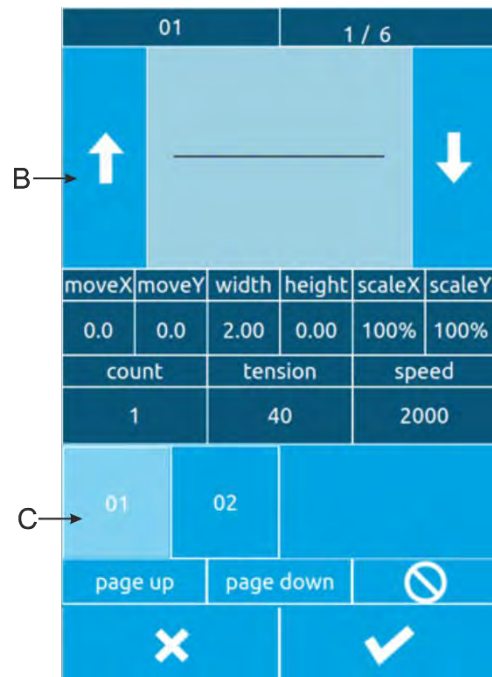 01 1 / 6
B
moveX moveY width height scaleX scaleY
0.0 0.0 2.00 0.00 100% 100%
count tension speed
1 40 2000
01 02
C
page up page down